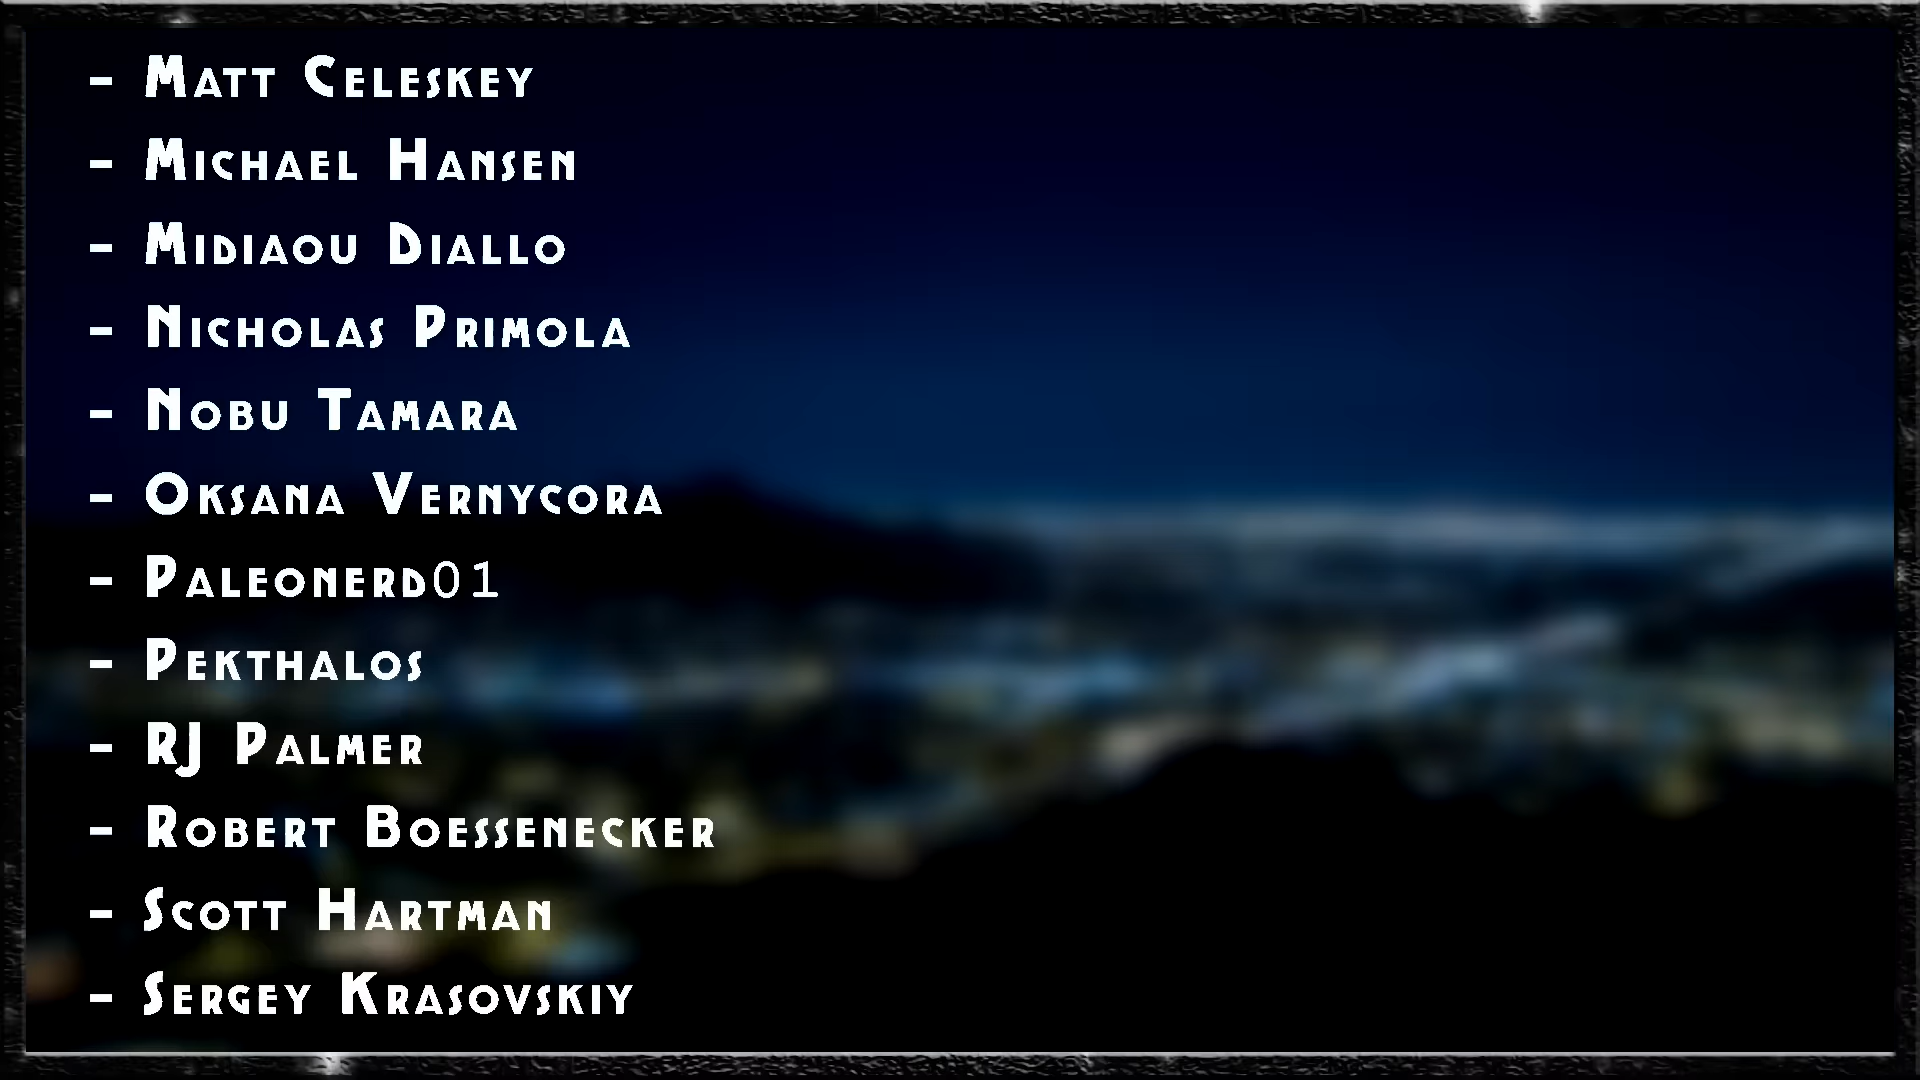 - Matt Celeskey
- Michael Hansen
- Midiaou Diallo
- Nicholas Primola
- Nobu Tamara
- Oksana Vernycora
- Paleonerd01
- Pekthalos
- RJ Palmer
- Robert Boessenecker
- Scott Hartman
- Sergey Krasovskiy